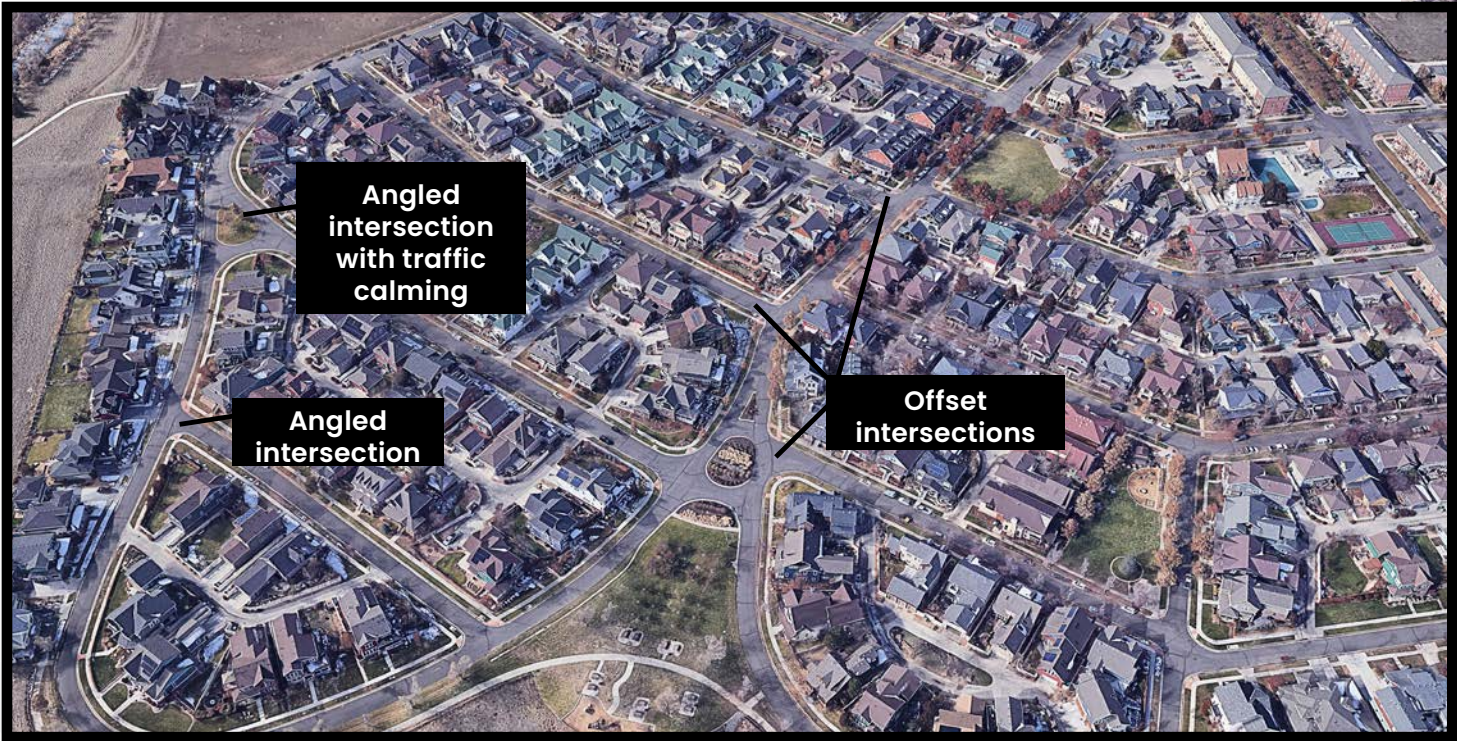 Angled
intersection
with traffic
calming
Angled
intersection
Offset
intersections